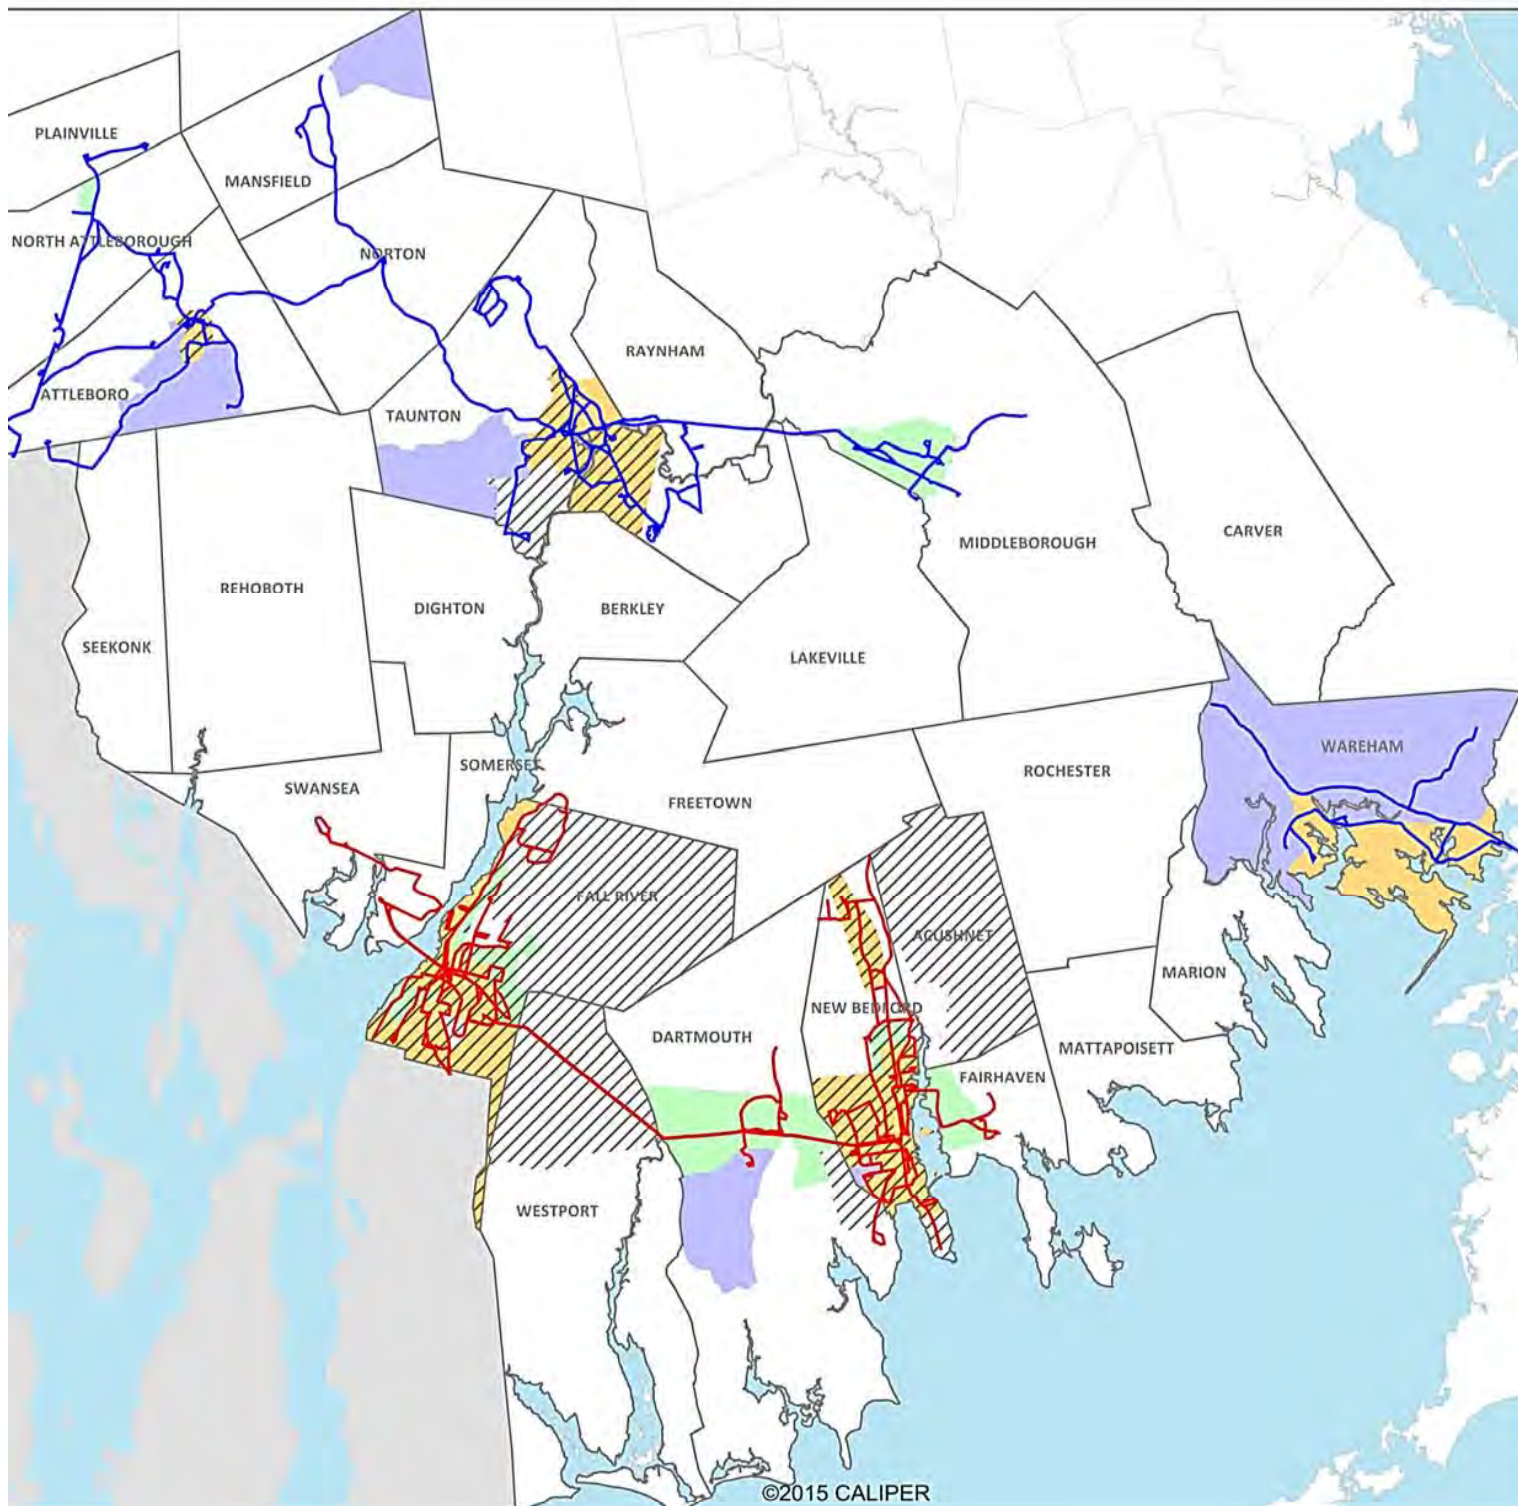 PLAINVILLE
MANSFIELD
NORTH ATTLEBOROUGH
NORTON
RAYNHAM
ATTLEBORO
TAUNTON
CARVER
MIDDLEBOROUGH
REHOBOTH
DIGHTON
BERKLEY
SEEKONK
LAKEVILLE
WAREHAM
SOMERSET
ROCHESTER
SWANSEA
FREETOWN
FALL RIVER
ACUSHNET
MARION
NEW BEDFORD
DARTMOUTH
MATTAPOISETT
FAIRHAVEN
WESTPORT
©2015 CALIPER